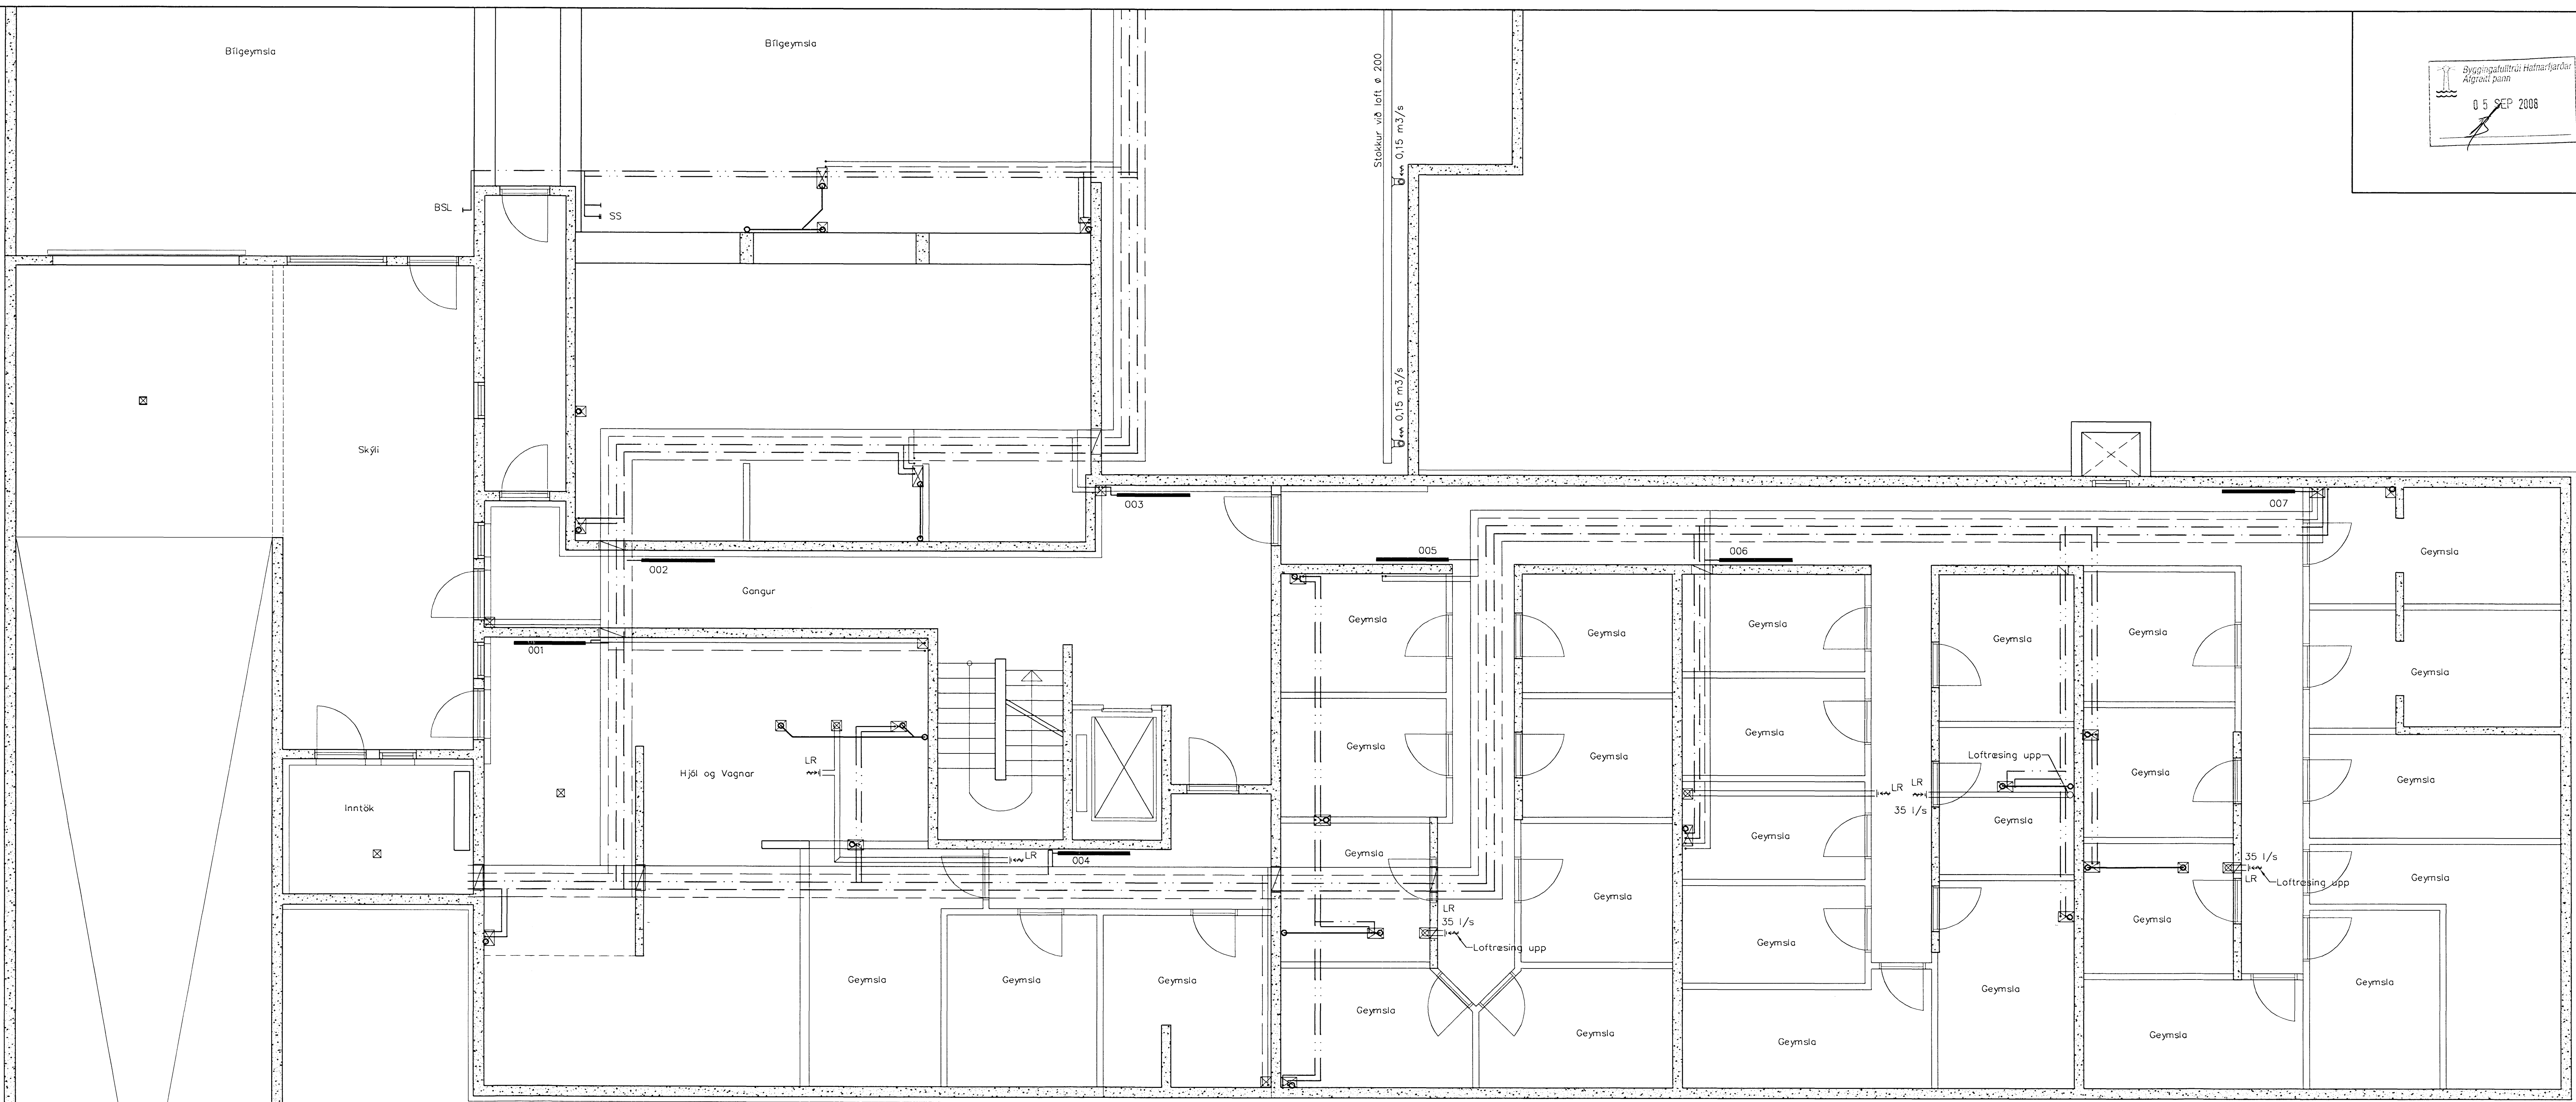 Bílgeymsla
Bílgeymsla
Stokkur við loft ø 200
0,15 m3/s
0,15 m3/s
Byggingafulltrúi Hafnarfjarðar
Afgreitt þann
0 5 SEP 2008
BSL
SS
Skýli
003
007
002
005
006
Gangur
Geymsla
Geymsla
Geymsla
Geymsla
Geymsla
Geymsla
001
Geymsla
Geymsla
Geymsla
Geymsla
Loftræsing upp
Hjól og Vagnar
LR
Geymsla
Geymsla
LR
LR
35 l/s
Inntök
Geymsla
Geymsla
Geymsla
LR
004
35 l/s
LR
Loftræsing upp
Geymsla
Geymsla
LR
35 l/s
Loftræsing upp
Geymsla
Geymsla
Geymsla
Geymsla
Geymsla
Geymsla
Geymsla
Geymsla
Geymsla
Geymsla
Geymsla
Geymsla